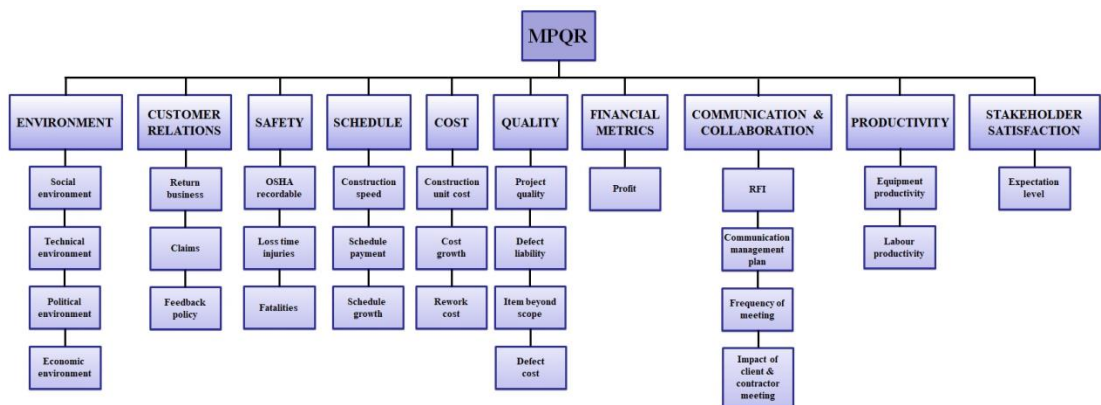 MPQR
ENVIRONMENT
CUSTOMER
RELATIONS
SAFETY
SCHEDULE
COST
QUALITY
FINANCIAL
METRICS
COMMUNICATION &
COLLABORATION
PRODUCTIVITY
STAKEHOLDER
SATISFACTION
Social
environment
Technical
environment
Political
environment
Economic
environment
Return
business
Claims
Feedback
policy
OSHA
recordable
Loss time
injuries
Fatalities
Construction
speed
Schedule
payment
Schedule
growth
Construction
unit cost
Cost
growth
Rework
cost
Project
quality
Defect
liability
Item beyond
scope
Defect
cost
Profit
RFI
Communication
management
plan
Frequency of
meeting
Impact of
client &
contractor
meeting
Equipment
productivity
Labour
productivity
Expectation
level